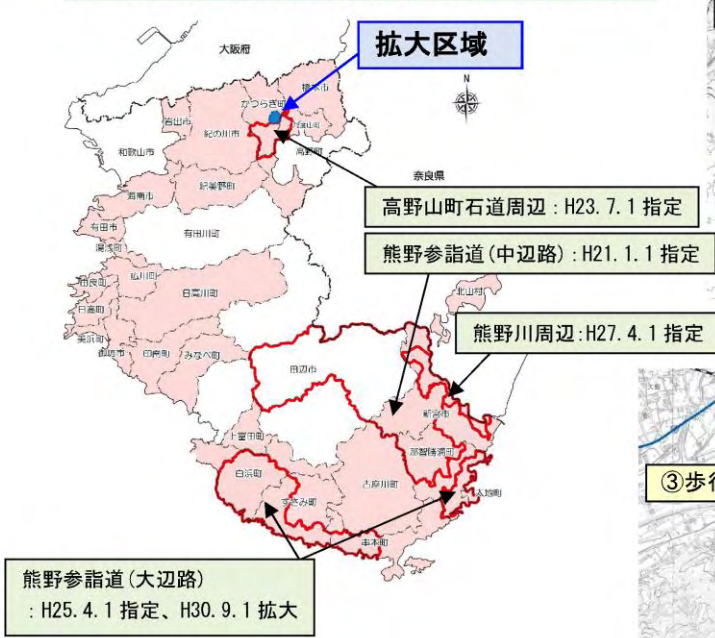 大阪府
拡大区域
N
橋本市
かつらぎ町
岩出市
紀の川市
九度山町
和歌山市
高野町
奈良県
紀美野町
海南市
高野山町石道周辺：H23.7.1 指定
有田市
有田川町
湯浅町
熊野参詣道(中辺路)：H21.1.1 指定
広川町
由良町
日高川町
北山村
日高町
美浜町
御坊市
印南町
みなべ町
熊野川周辺：H27.4.1 指定
田辺市
新宮市
上富田町
那智勝浦町
白浜町
古座川町
太地町
すさみ町
③歩行
串本町
熊野参詣道(大辺路)
：H25.4.1 指定、H30.9.1 拡大